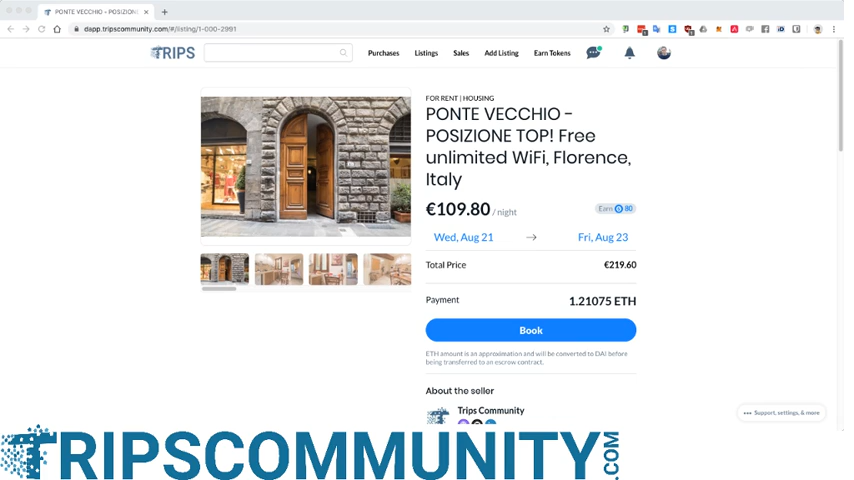 PONTE VECCHIO - POSIZIONE
dapp.tripscommunity.com/#/listing/1-000-2991
TRIPS
Purchases
Listings
Sales
Add Listing
Earn Tokens
FOR RENT | HOUSING
PONTE VECCHIO -
POSIZIONE TOP! Free
unlimited WiFi, Florence,
Italy
€109.80 / night
Earn 80
Wed, Aug 21
Fri, Aug 23
Total Price
€219.60
Payment
1.21075 ETH
Book
ETH amount is an approximation and will be converted to DAI before
being transferred to an escrow contract.
About the seller
Trips Community
Support, settings, & more
TRIPSCOMMUNITY.COM